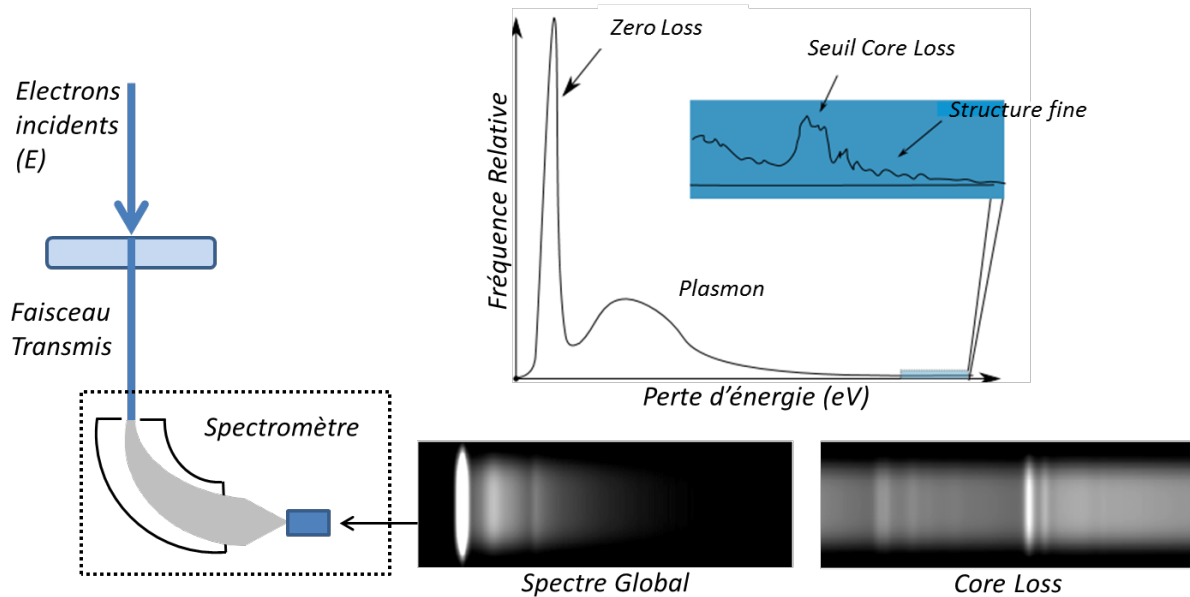 Electrons
incidents
(E)
Faisceau
Transmis
Spectromètre
Fréquence Relative
Zero Loss
Seuil Core Loss
Structure fine
Plasmon
Perte d'énergie (eV)
Spectre Global
Core Loss